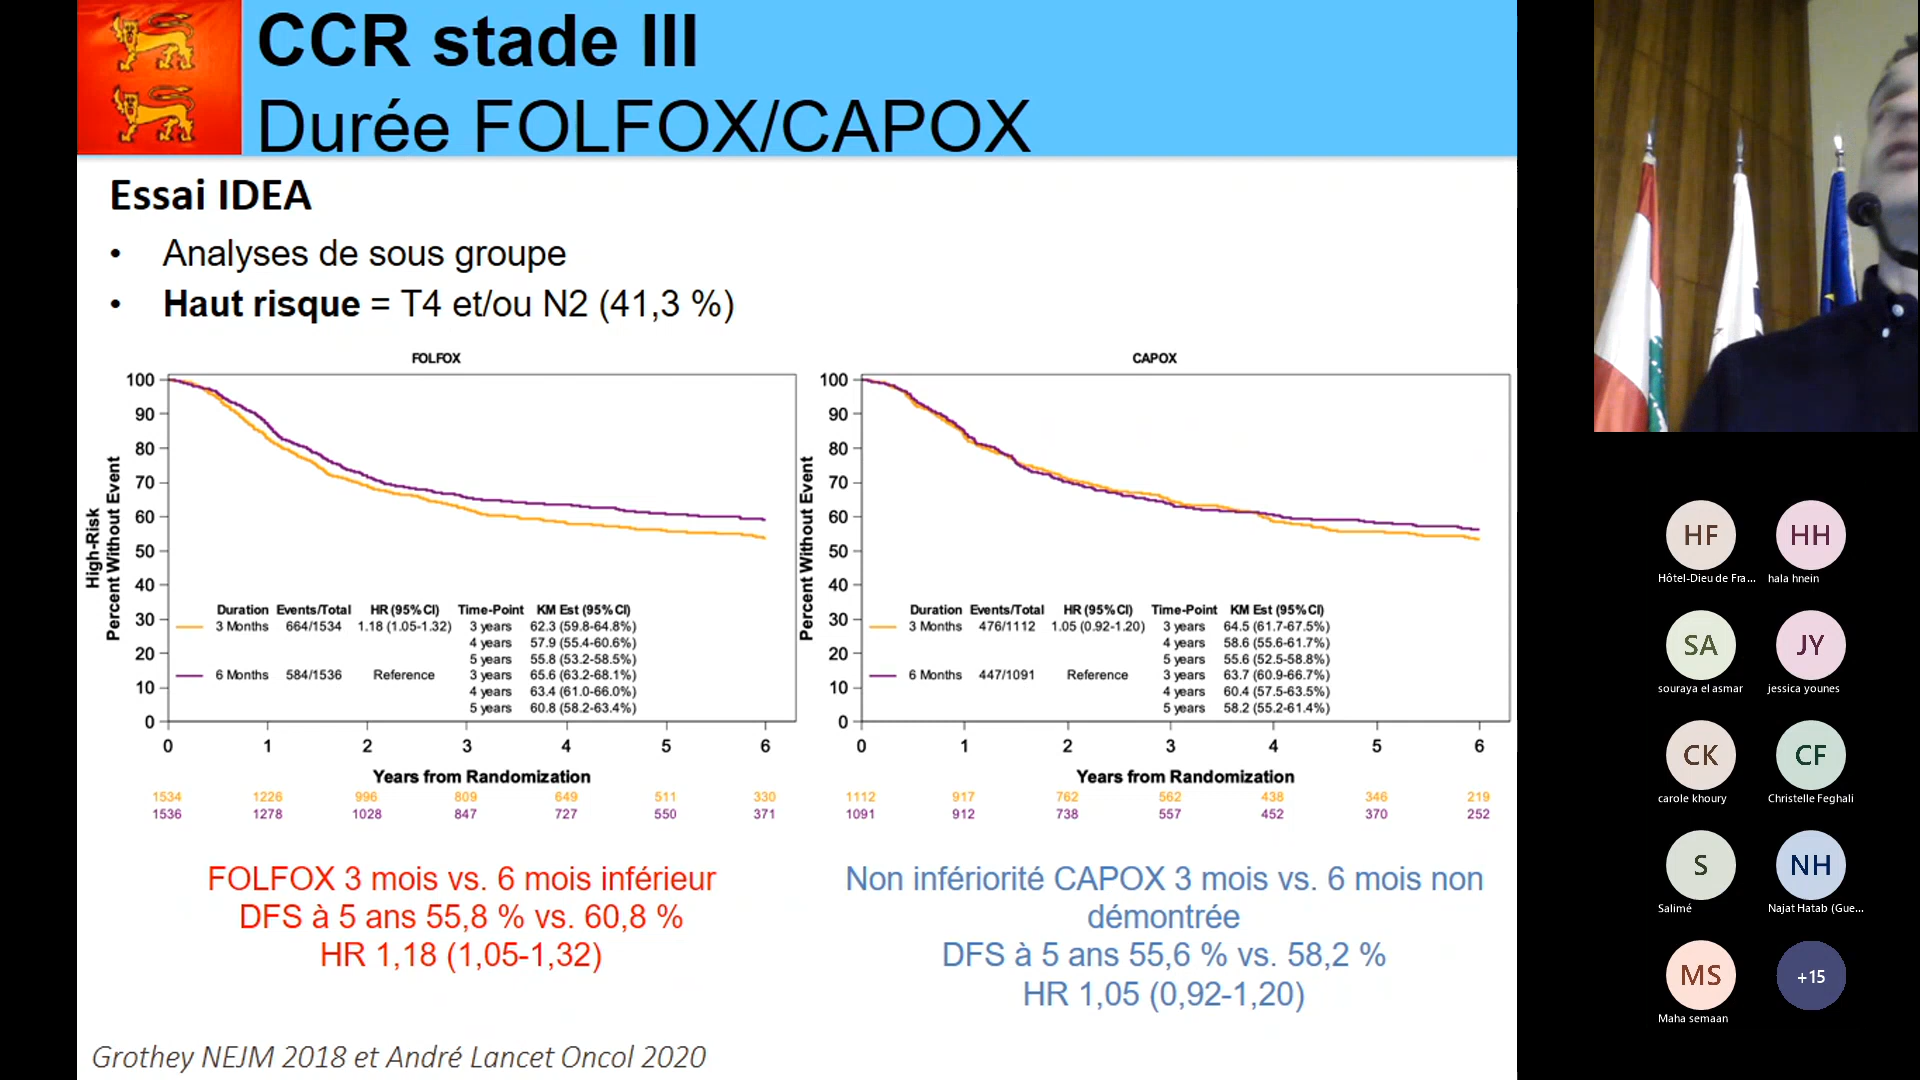 CCR stade III
Durée FOLFOX/CAPOX
Essai IDEA
• Analyses de sous groupe
• Haut risque = T4 et/ou N2 (41,3 %)
FOLFOX
High-Risk
Percent Without Event
100
90
80
70
60
50
40
30
20
10
0
Duration Events/Total HR (95%CI) Time-Point KM Est (95%CI)
3 Months 664/1534 1.18 (1.05-1.32) 3 years 62.3 (59.8-64.8%)
4 years 57.9 (55.4-60.6%)
5 years 55.8 (53.2-58.5%)
6 Months 584/1536 Reference 3 years 65.6 (63.2-68.1%)
4 years 63.4 (61.0-66.0%)
5 years 60.8 (58.2-63.4%)
0 1 2 3 4 5 6
Years from Randomization
1534 1226 996 809 649 511 330
1536 1278 1028 847 727 550 371
CAPOX
Percent Without Event
100
90
80
70
60
50
40
30
20
10
0
Duration Events/Total HR (95%CI) Time-Point KM Est (95%CI)
3 Months 476/1112 1.05 (0.92-1.20) 3 years 64.5 (61.7-67.5%)
4 years 58.6 (55.6-61.7%)
5 years 55.6 (52.5-58.8%)
6 Months 447/1091 Reference 3 years 63.7 (60.9-66.7%)
4 years 60.4 (57.5-63.5%)
5 years 58.2 (55.2-61.4%)
0 1 2 3 4 5 6
Years from Randomization
1112 917 762 562 438 346 219
1091 912 738 557 452 370 252
FOLFOX 3 mois vs. 6 mois inférieur
DFS à 5 ans 55,8 % vs. 60,8 %
HR 1,18 (1,05-1,32)
Non infériorité CAPOX 3 mois vs. 6 mois non
démontrée
DFS à 5 ans 55,6 % vs. 58,2 %
HR 1,05 (0,92-1,20)
Grothey NEJM 2018 et André Lancet Oncol 2020
HF HH
Hôtel-Dieu de Fra... hala hnein
SA JY
souraya el asmar jessica younes
CK CF
carole khoury Christelle Feghali
S NH
Salimé Najat Hatab (Gue...
MS +15
Maha semaan